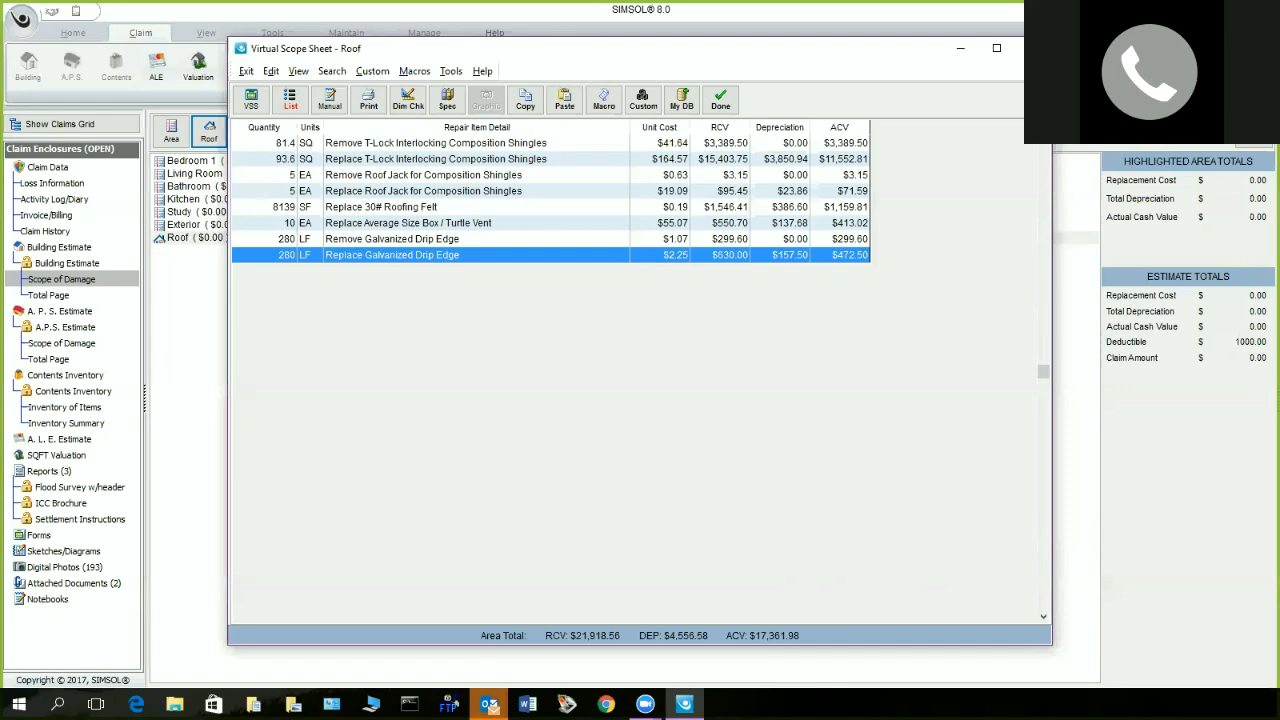 SIMSOL® 8.0
Home Claim View Tools Maintain Manage Help
Building A.P.S. Contents ALE Valuation
Show Claims Grid
Claim Enclosures (OPEN)
Claim Data
Loss Information
Activity Log/Diary
Invoice/Billing
Claim History
Building Estimate
Building Estimate
Scope of Damage
Total Page
A. P. S. Estimate
A.P.S. Estimate
Scope of Damage
Total Page
Contents Inventory
Contents Inventory
Inventory of Items
Inventory Summary
A. L. E. Estimate
SQFT Valuation
Reports (3)
Flood Survey w/header
ICC Brochure
Settlement Instructions
Forms
Sketches/Diagrams
Digital Photos (193)
Attached Documents (2)
Notebooks
Copyright © 2017, SIMSOL®
Area Roof
Bedroom 1 (
Living Room
Bathroom ($
Kitchen ($0.00
Study ($0.00
Exterior ($0.00
Roof ($0.00
Virtual Scope Sheet - Roof
Exit Edit View Search Custom Macros Tools Help
VSS List Manual Print Dim Chk Spec Graphic Copy Paste Macro Custom My DB Done
Quantity Units Repair Item Detail Unit Cost RCV Depreciation ACV
81.4 SQ Remove T-Lock Interlocking Composition Shingles $41.64 $3,389.50 $0.00 $3,389.50
93.6 SQ Replace T-Lock Interlocking Composition Shingles $164.57 $15,403.75 $3,850.94 $11,552.81
5 EA Remove Roof Jack for Composition Shingles $0.63 $3.15 $0.00 $3.15
5 EA Replace Roof Jack for Composition Shingles $19.09 $95.45 $23.86 $71.59
8139 SF Replace 30# Roofing Felt $0.19 $1,546.41 $386.60 $1,159.81
10 EA Replace Average Size Box / Turtle Vent $55.07 $550.70 $137.68 $413.02
280 LF Remove Galvanized Drip Edge $1.07 $299.60 $0.00 $299.60
280 LF Replace Galvanized Drip Edge $2.25 $630.00 $157.50 $472.50
Area Total: RCV: $21,918.56 DEP: $4,556.58 ACV: $17,361.98
HIGHLIGHTED AREA TOTALS
Replacement Cost $ 0.00
Total Depreciation $ 0.00
Actual Cash Value $ 0.00
ESTIMATE TOTALS
Replacement Cost $ 0.00
Total Depreciation $ 0.00
Actual Cash Value $ 0.00
Deductible $ 1000.00
Claim Amount $ 0.00
FTP